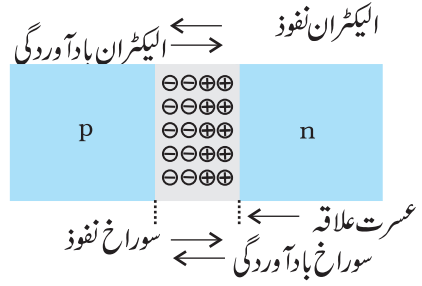 الیکٹران نفوذ
الیکٹران بادآوردگی
p
n
عسرت علاقہ
سوراخ نفوذ
سوراخ بادآوردگی